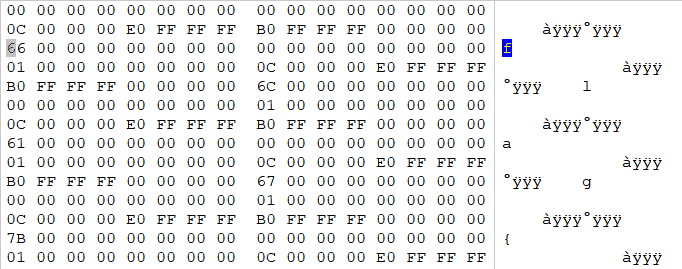 00 00 00 00 00 00 00 00 00 00 00 00 00 00 00 00
0C 00 00 00 E0 FF FF FF B0 FF FF FF 00 00 00 00 àÿÿÿ°ÿÿÿ
66 00 00 00 00 00 00 00 00 00 00 00 00 00 00 00 f
01 00 00 00 00 00 00 00 0C 00 00 00 E0 FF FF FF àÿÿÿ
B0 FF FF FF 00 00 00 00 6C 00 00 00 00 00 00 00 °ÿÿÿ l
00 00 00 00 00 00 00 00 01 00 00 00 00 00 00 00
0C 00 00 00 E0 FF FF FF B0 FF FF FF 00 00 00 00 àÿÿÿ°ÿÿÿ
61 00 00 00 00 00 00 00 00 00 00 00 00 00 00 00 a
01 00 00 00 00 00 00 00 0C 00 00 00 E0 FF FF FF àÿÿÿ
B0 FF FF FF 00 00 00 00 67 00 00 00 00 00 00 00 °ÿÿÿ g
00 00 00 00 00 00 00 00 01 00 00 00 00 00 00 00
0C 00 00 00 E0 FF FF FF B0 FF FF FF 00 00 00 00 àÿÿÿ°ÿÿÿ
7B 00 00 00 00 00 00 00 00 00 00 00 00 00 00 00 {
01 00 00 00 00 00 00 00 0C 00 00 00 E0 FF FF FF àÿÿÿ